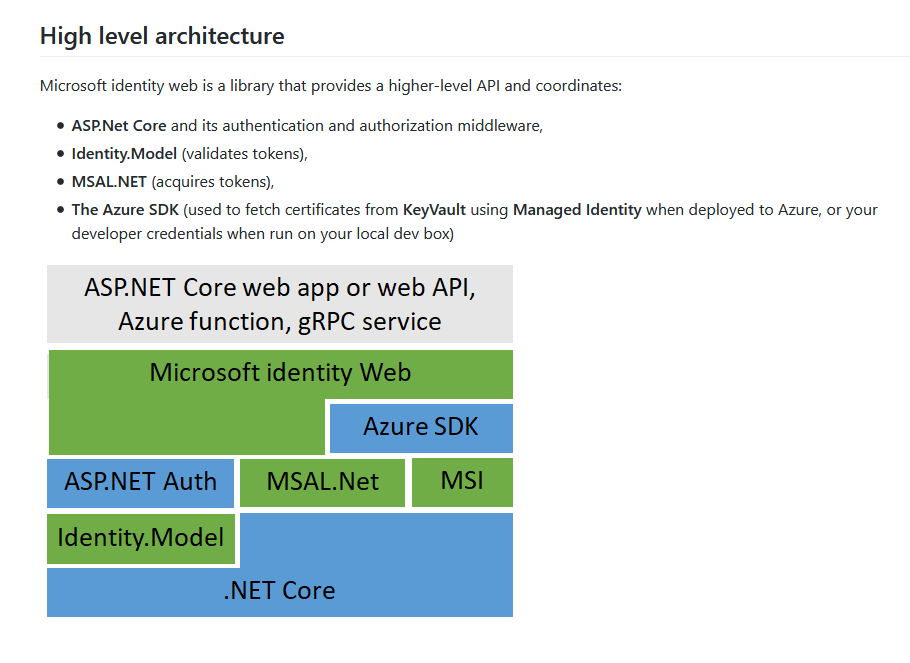 High level architecture
Microsoft identity web is a library that provides a higher-level API and coordinates:
• ASP.Net Core and its authentication and authorization middleware,
• Identity.Model (validates tokens),
• MSAL.NET (acquires tokens),
• The Azure SDK (used to fetch certificates from KeyVault using Managed Identity when deployed to Azure, or your
developer credentials when run on your local dev box)
ASP.NET Core web app or web API,
Azure function, gRPC service
Microsoft identity Web
Azure SDK
ASP.NET Auth
MSAL.Net
MSI
Identity.Model
.NET Core